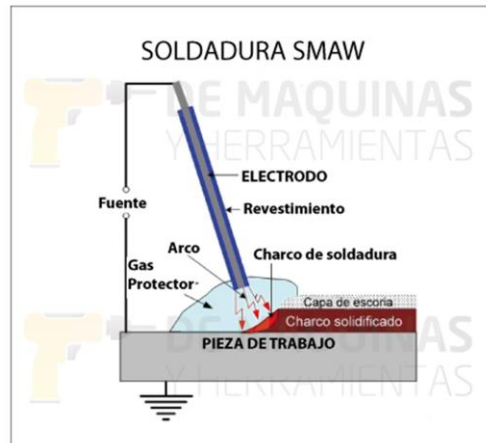 SOLDADURA SMAW
DE MAQUINAS
Y HERRAMIENTAS
ELECTRODO
Fuente
Revestimiento
Arco
Charco de soldadura
Gas
Protector
Capa de escoria
Charco solidificado
PIEZA DE TRABAJO
DE MAQUINAS
Y HERRAMIENTAS